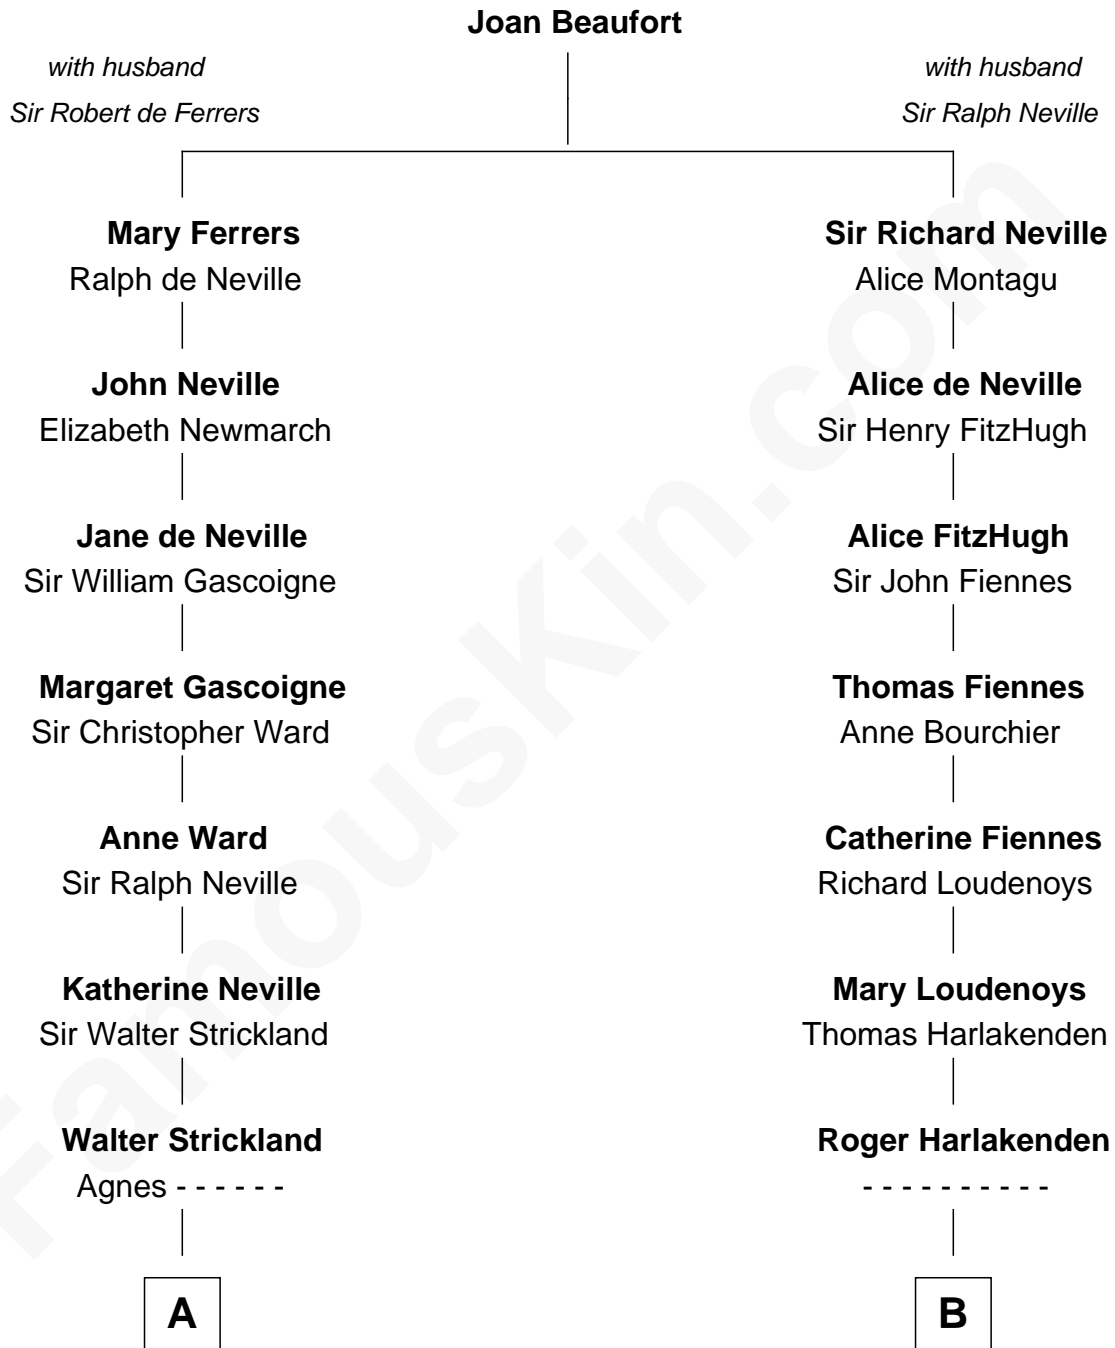 Joan Beaufort
with husband
Sir Robert de Ferrers
with husband
Sir Ralph Neville
Mary Ferrers
Ralph de Neville
Sir Richard Neville
Alice Montagu
John Neville
Elizabeth Newmarch
Alice de Neville
Sir Henry FitzHugh
Jane de Neville
Sir William Gascoigne
Alice FitzHugh
Sir John Fiennes
Margaret Gascoigne
Sir Christopher Ward
Thomas Fiennes
Anne Bourchier
Anne Ward
Sir Ralph Neville
Catherine Fiennes
Richard Loudenoys
Katherine Neville
Sir Walter Strickland
Mary Loudenoys
Thomas Harlakenden
Walter Strickland
Agnes - - - - - -
Roger Harlakenden
- - - - - - - - - -
A
B
FamousKin.com